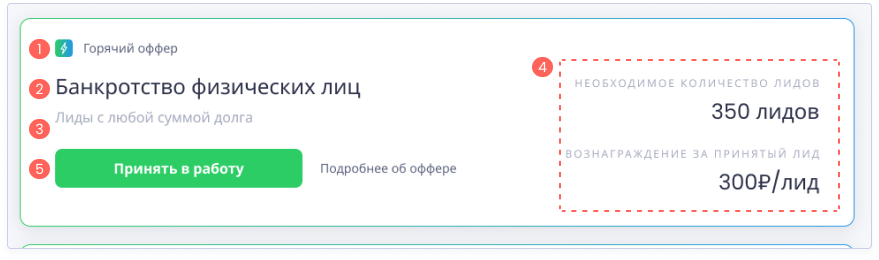 1 Горячий оффер
2 Банкротство физических лиц
3 Лиды с любой суммой долга
5 Принять в работу Подробнее об оффере
4 НЕОБХОДИМОЕ КОЛИЧЕСТВО ЛИДОВ
350 лидов
ВОЗНАГРАЖДЕНИЕ ЗА ПРИНЯТЫЙ ЛИД
300₽/лид